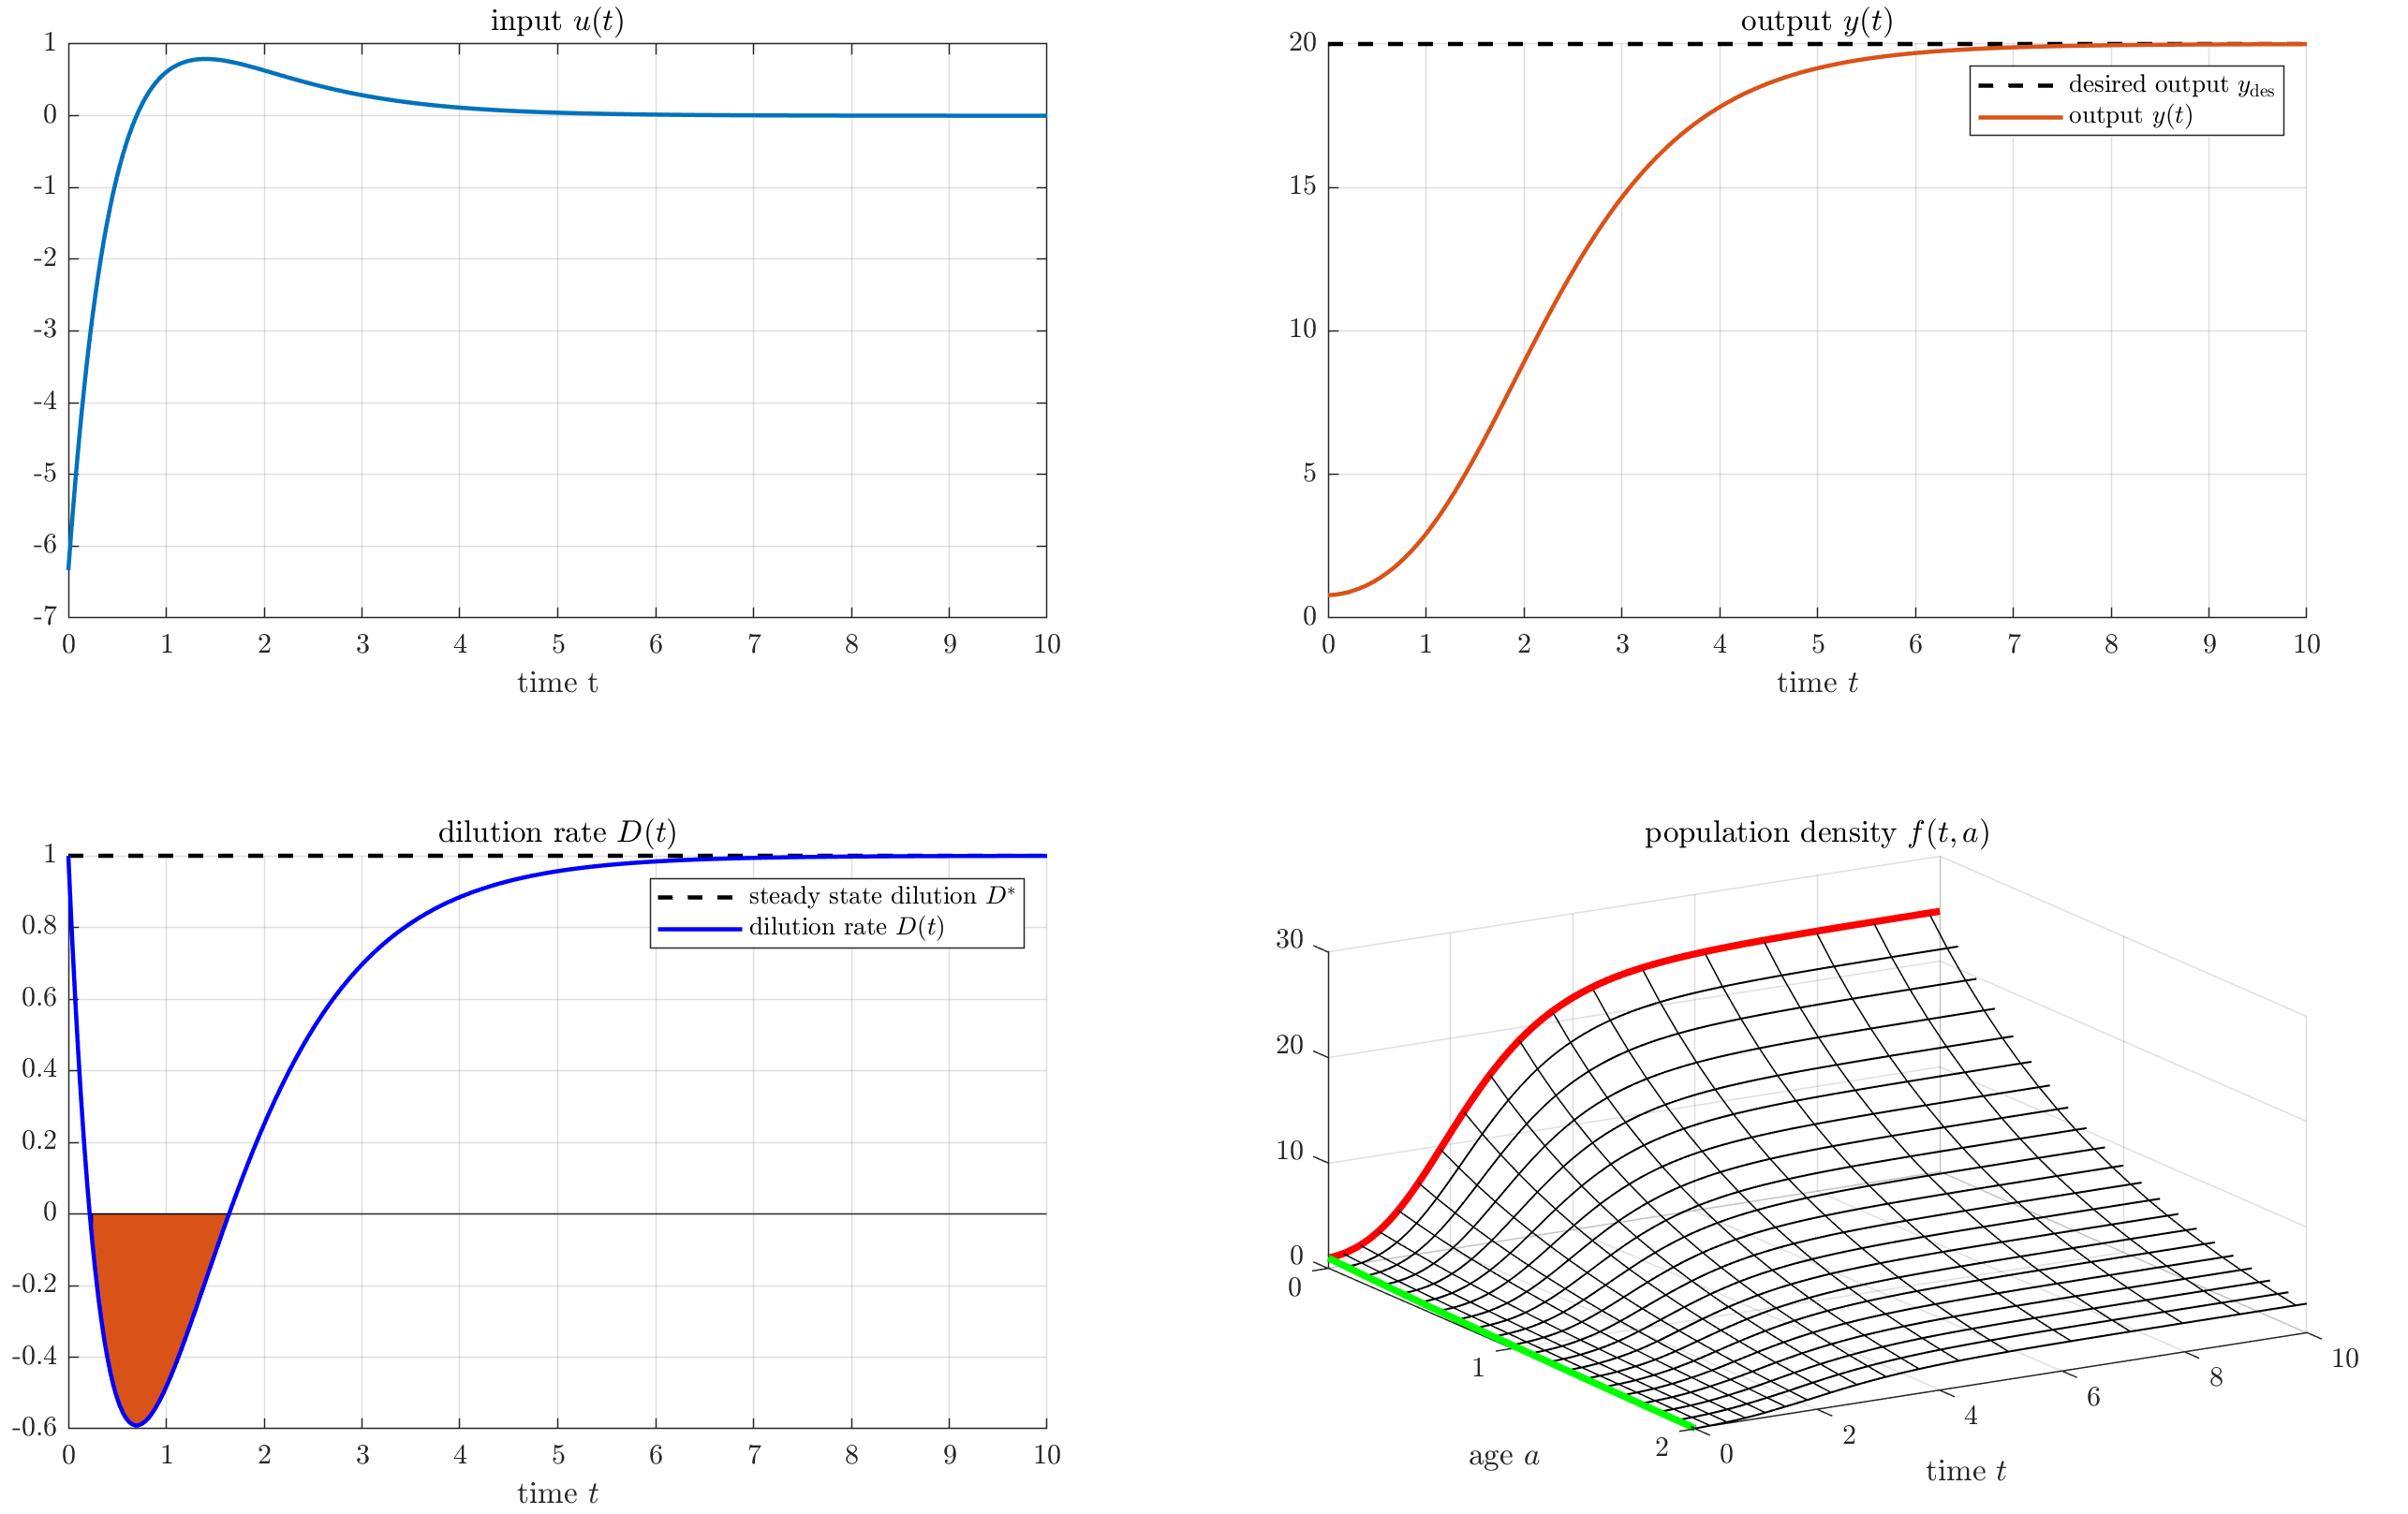 input u(t)
1
0
-1
-2
-3
-4
-5
-6
-7
0 1 2 3 4 5 6 7 8 9 10
time t
output y(t)
20
15
10
5
0
desired output y_des
output y(t)
0 1 2 3 4 5 6 7 8 9 10
time t
dilution rate D(t)
1
0.8
0.6
0.4
0.2
0
-0.2
-0.4
-0.6
steady state dilution D*
dilution rate D(t)
0 1 2 3 4 5 6 7 8 9 10
time t
population density f(t, a)
30
20
10
0
0
1
2
age a
0
2
4
6
8
10
time t